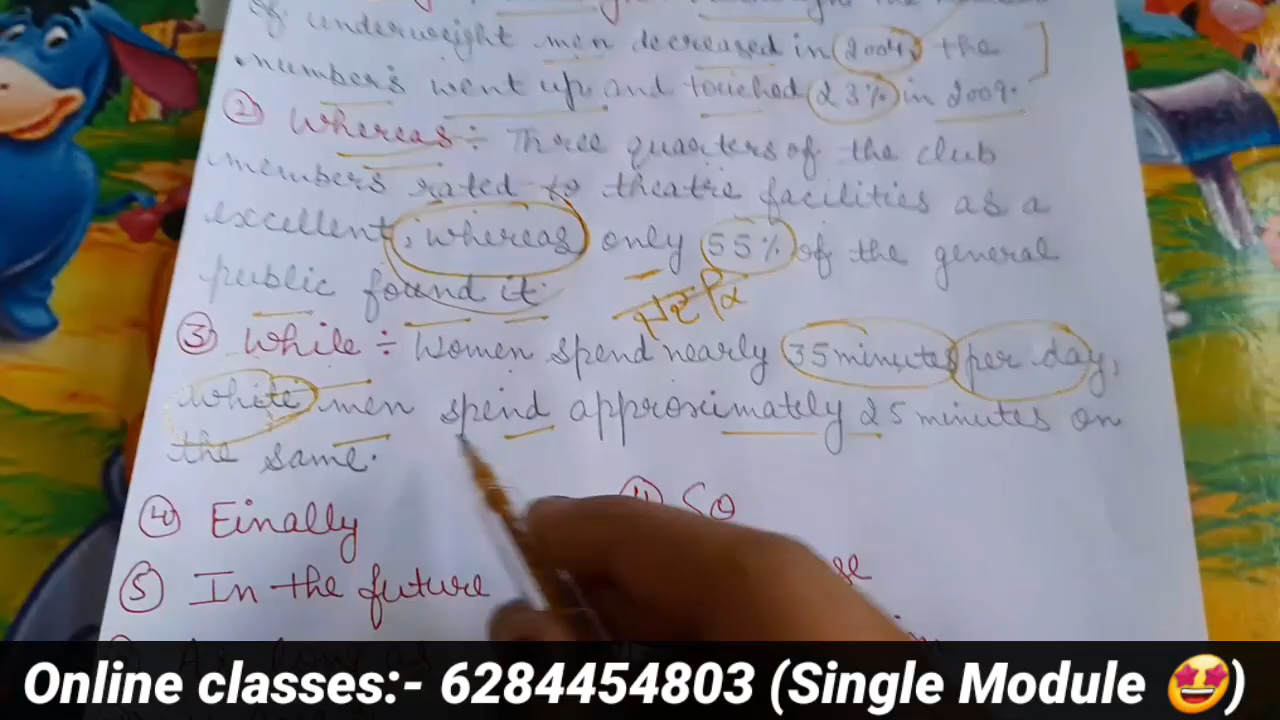 of underweight men decreased in 2004, the
numbers went up and touched 23% in 2009.
② Whereas ÷ Three quarters of the club
members rated to theatre facilities as a
excellent, whereas only 55% of the general
public found it.
③ While ÷ Women spend nearly 35 minutes per day,
white men spend approximately 25 minutes on
the same.
④ Finally
⑪ So
⑤ In the future
Online classes:- 6284454803 (Single Module 🤩)